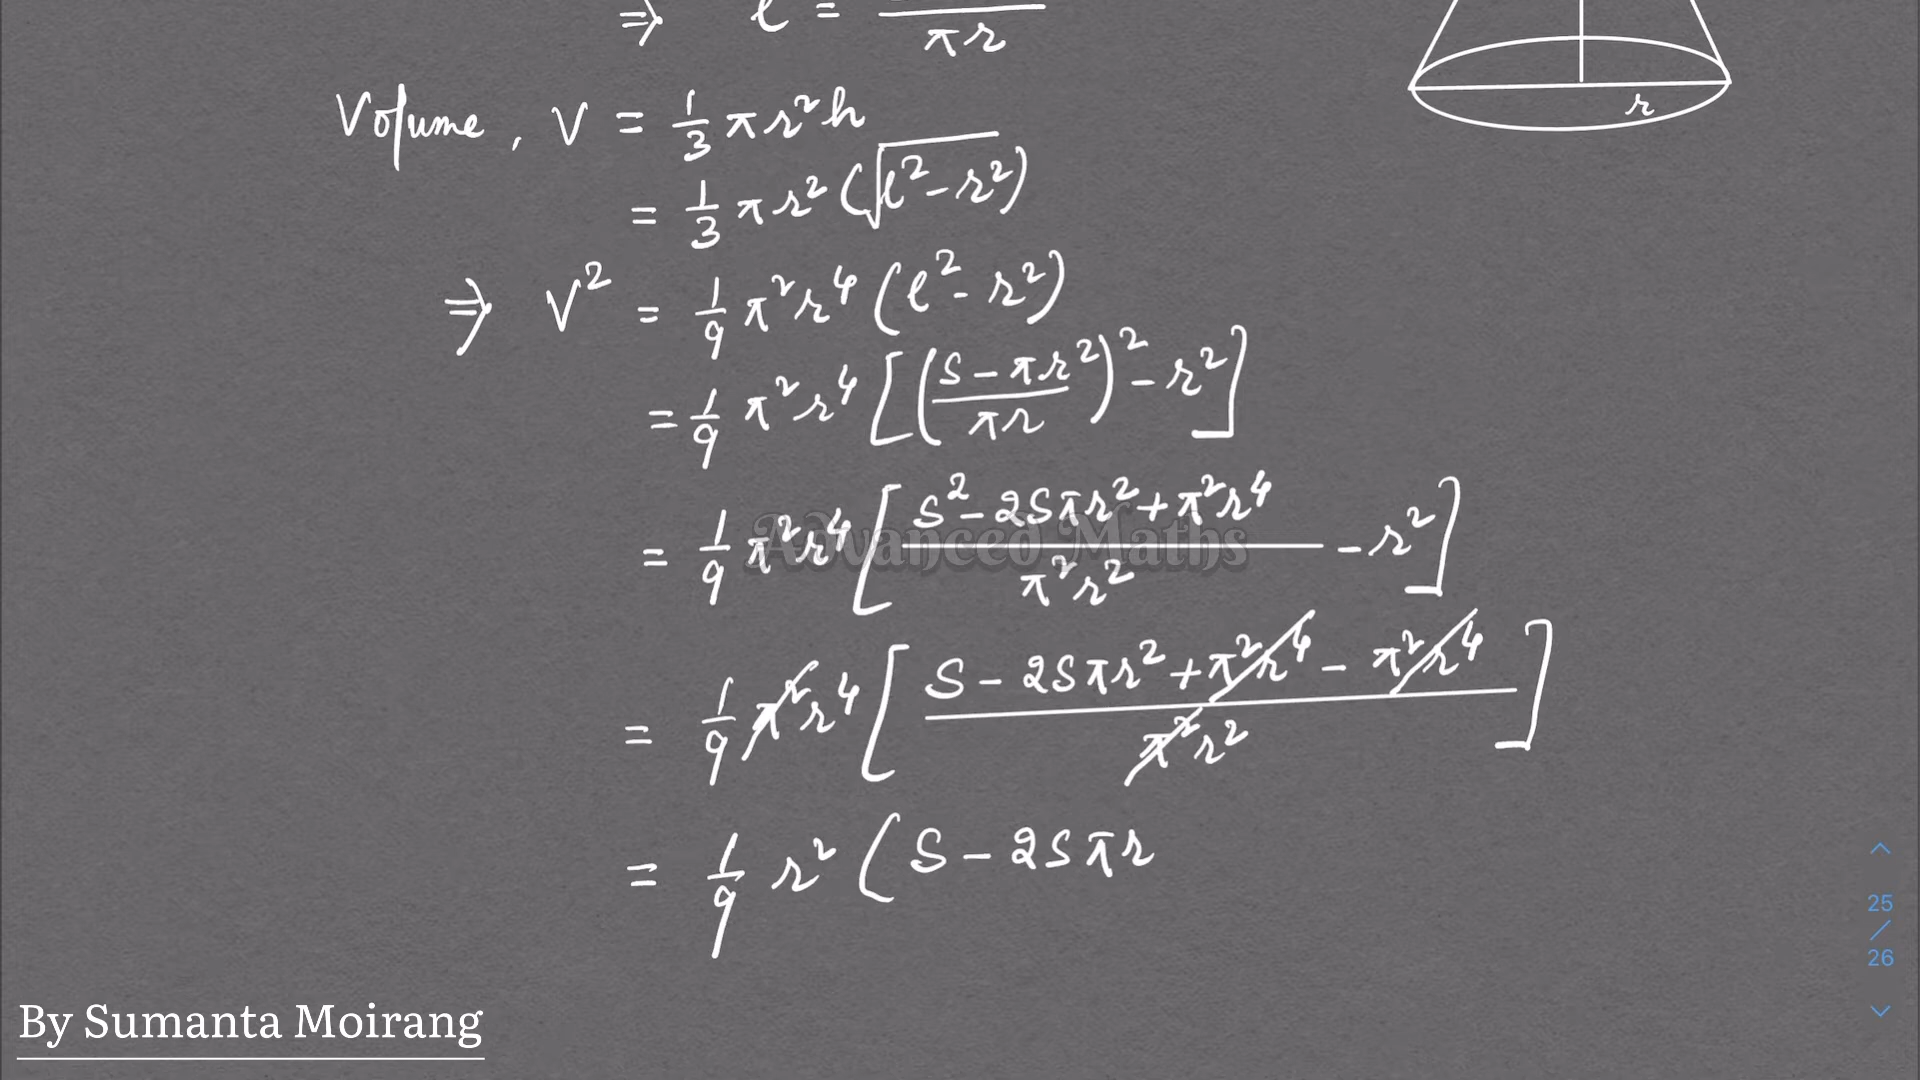 ⇒ l = ― πr
r
Volume, V = 1/3 πr²h
= 1/3 πr² (√(l² - r²))
⇒ V² = 1/9 π²r⁴ (l² - r²)
= 1/9 π²r⁴ [((S - πr²)/(πr))² - r²]
= 1/9 π²r⁴ [(S² - 2Sπr² + π²r⁴)/(π²r²) - r²]
Advanced Maths
= 1/9 π²r⁴ [(S - 2Sπr² + π²r⁴ - π²r⁴)/(π²r²)]
= 1/9 r² (S - 2Sπr
25
/
26
By Sumanta Moirang